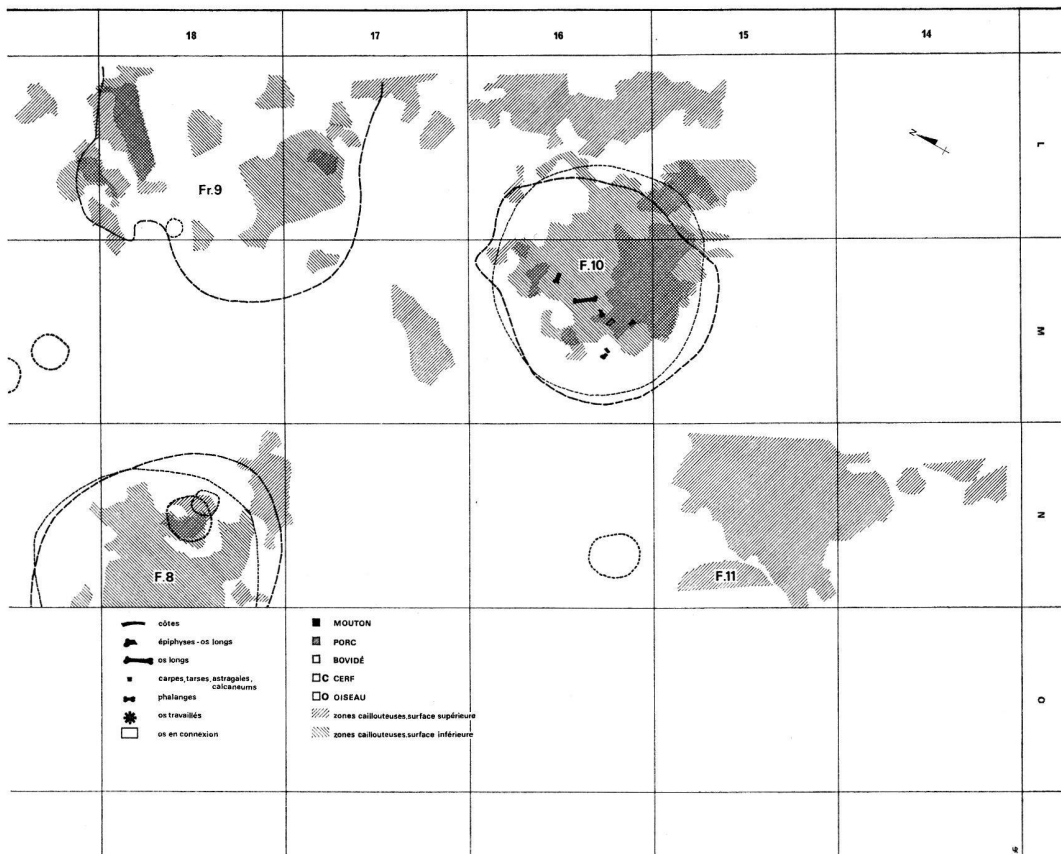 18 17 16 15 14
N
L
Fr.9
F.10
M
N
F.8
F.11
côtes
épiphyses - os longs
os longs
carpes, tarses, astragales,
calcanéums
phalanges
os travaillés
os en connexion
MOUTON
PORC
BOVIDÉ
C CERF
O OISEAU
zones caillouteuses, surface supérieure
zones caillouteuses, surface inférieure
O